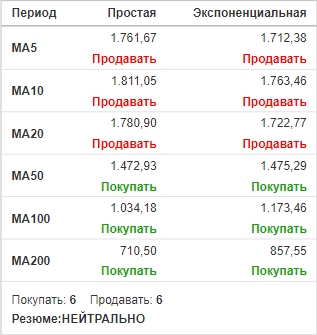 Период Простая Экспоненциальная
MA5 1.761,67 1.712,38
Продавать Продавать
MA10 1.811,05 1.763,46
Продавать Продавать
MA20 1.780,90 1.722,77
Продавать Продавать
MA50 1.472,93 1.475,29
Покупать Покупать
MA100 1.034,18 1.173,46
Покупать Покупать
MA200 710,50 857,55
Покупать Покупать
Покупать: 6 Продавать: 6
Резюме:НЕЙТРАЛЬНО